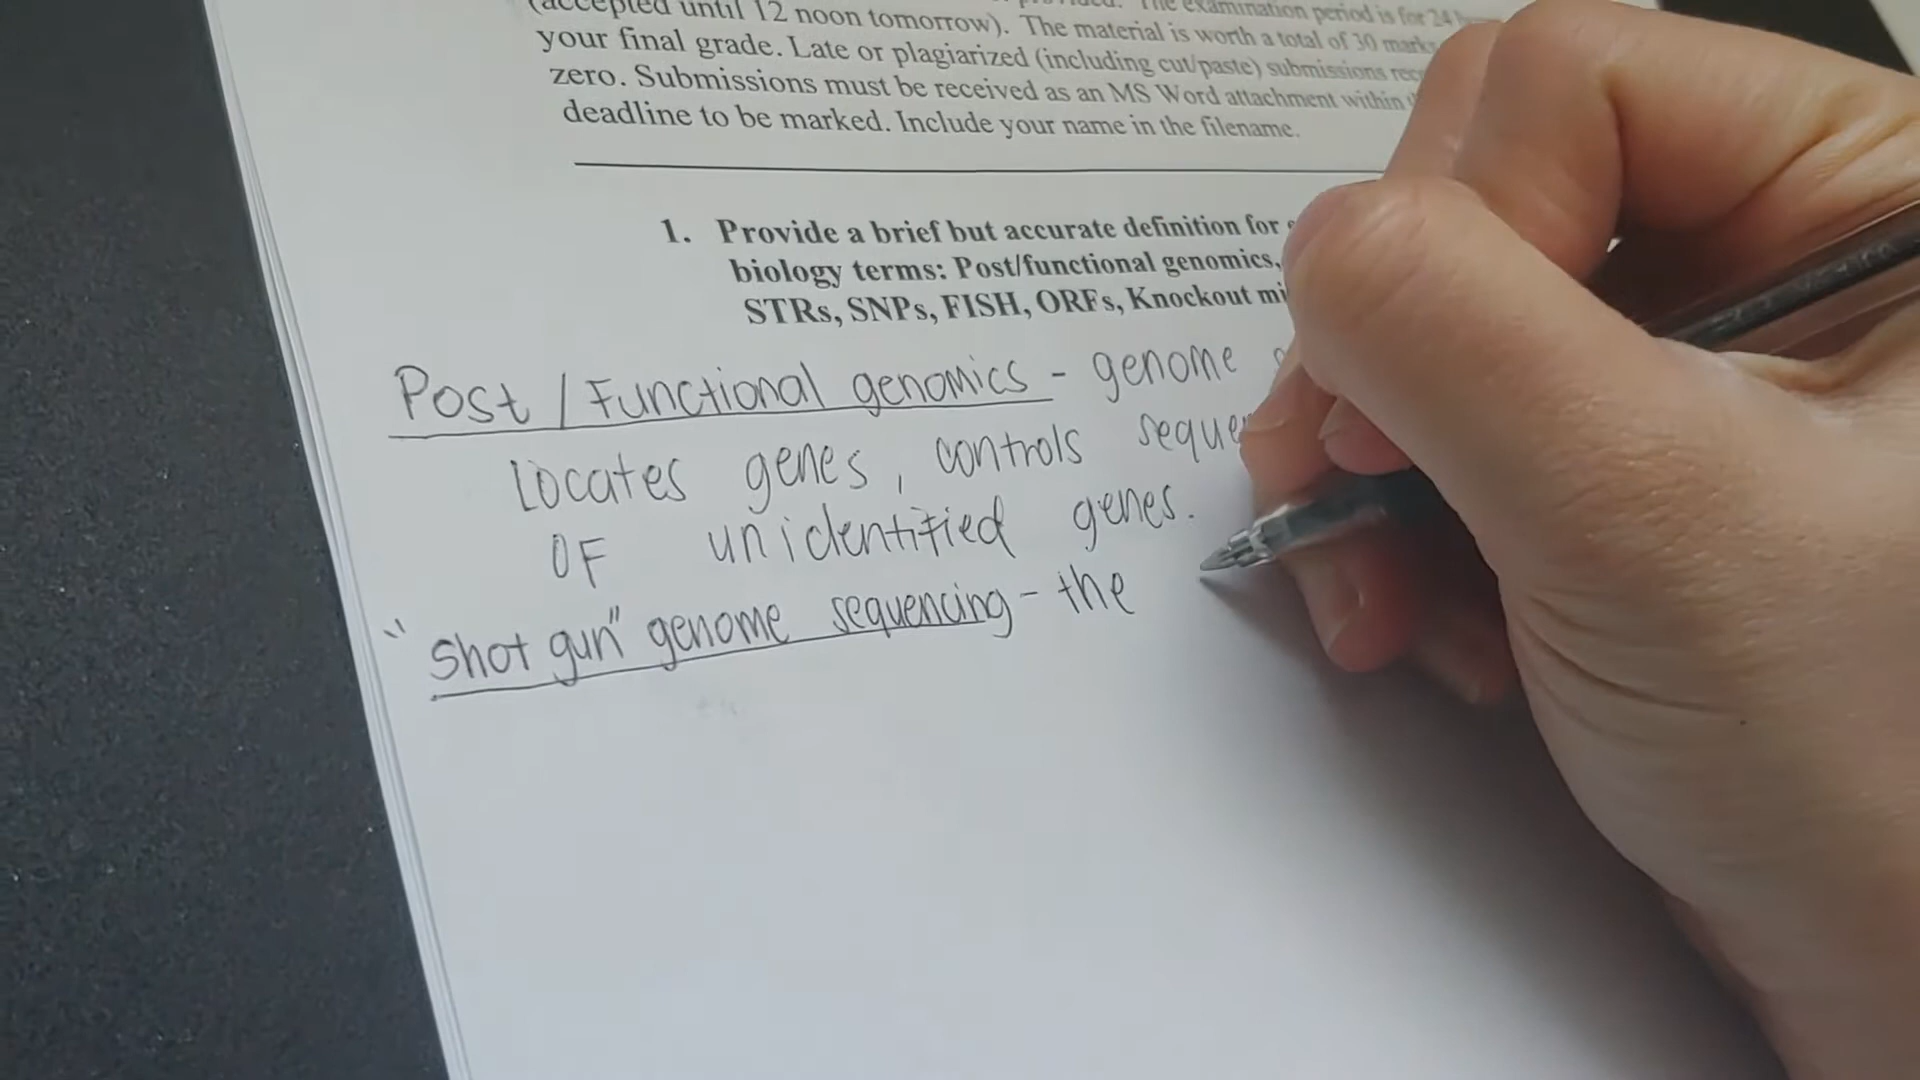 (accepted until 12 noon tomorrow). The material is worth a total of 30 marks
your final grade. Late or plagiarized (including cut/paste) submissions
zero. Submissions must be received as an MS Word attachment within
deadline to be marked. Include your name in the filename.
1. Provide a brief but accurate definition for
biology terms: Post/functional genomics,
STRs, SNPs, FISH, ORFs, Knockout
Post / Functional genomics - genome
Locates genes, controls
OF unidentified genes.
"Shot gun" genome sequencing - the